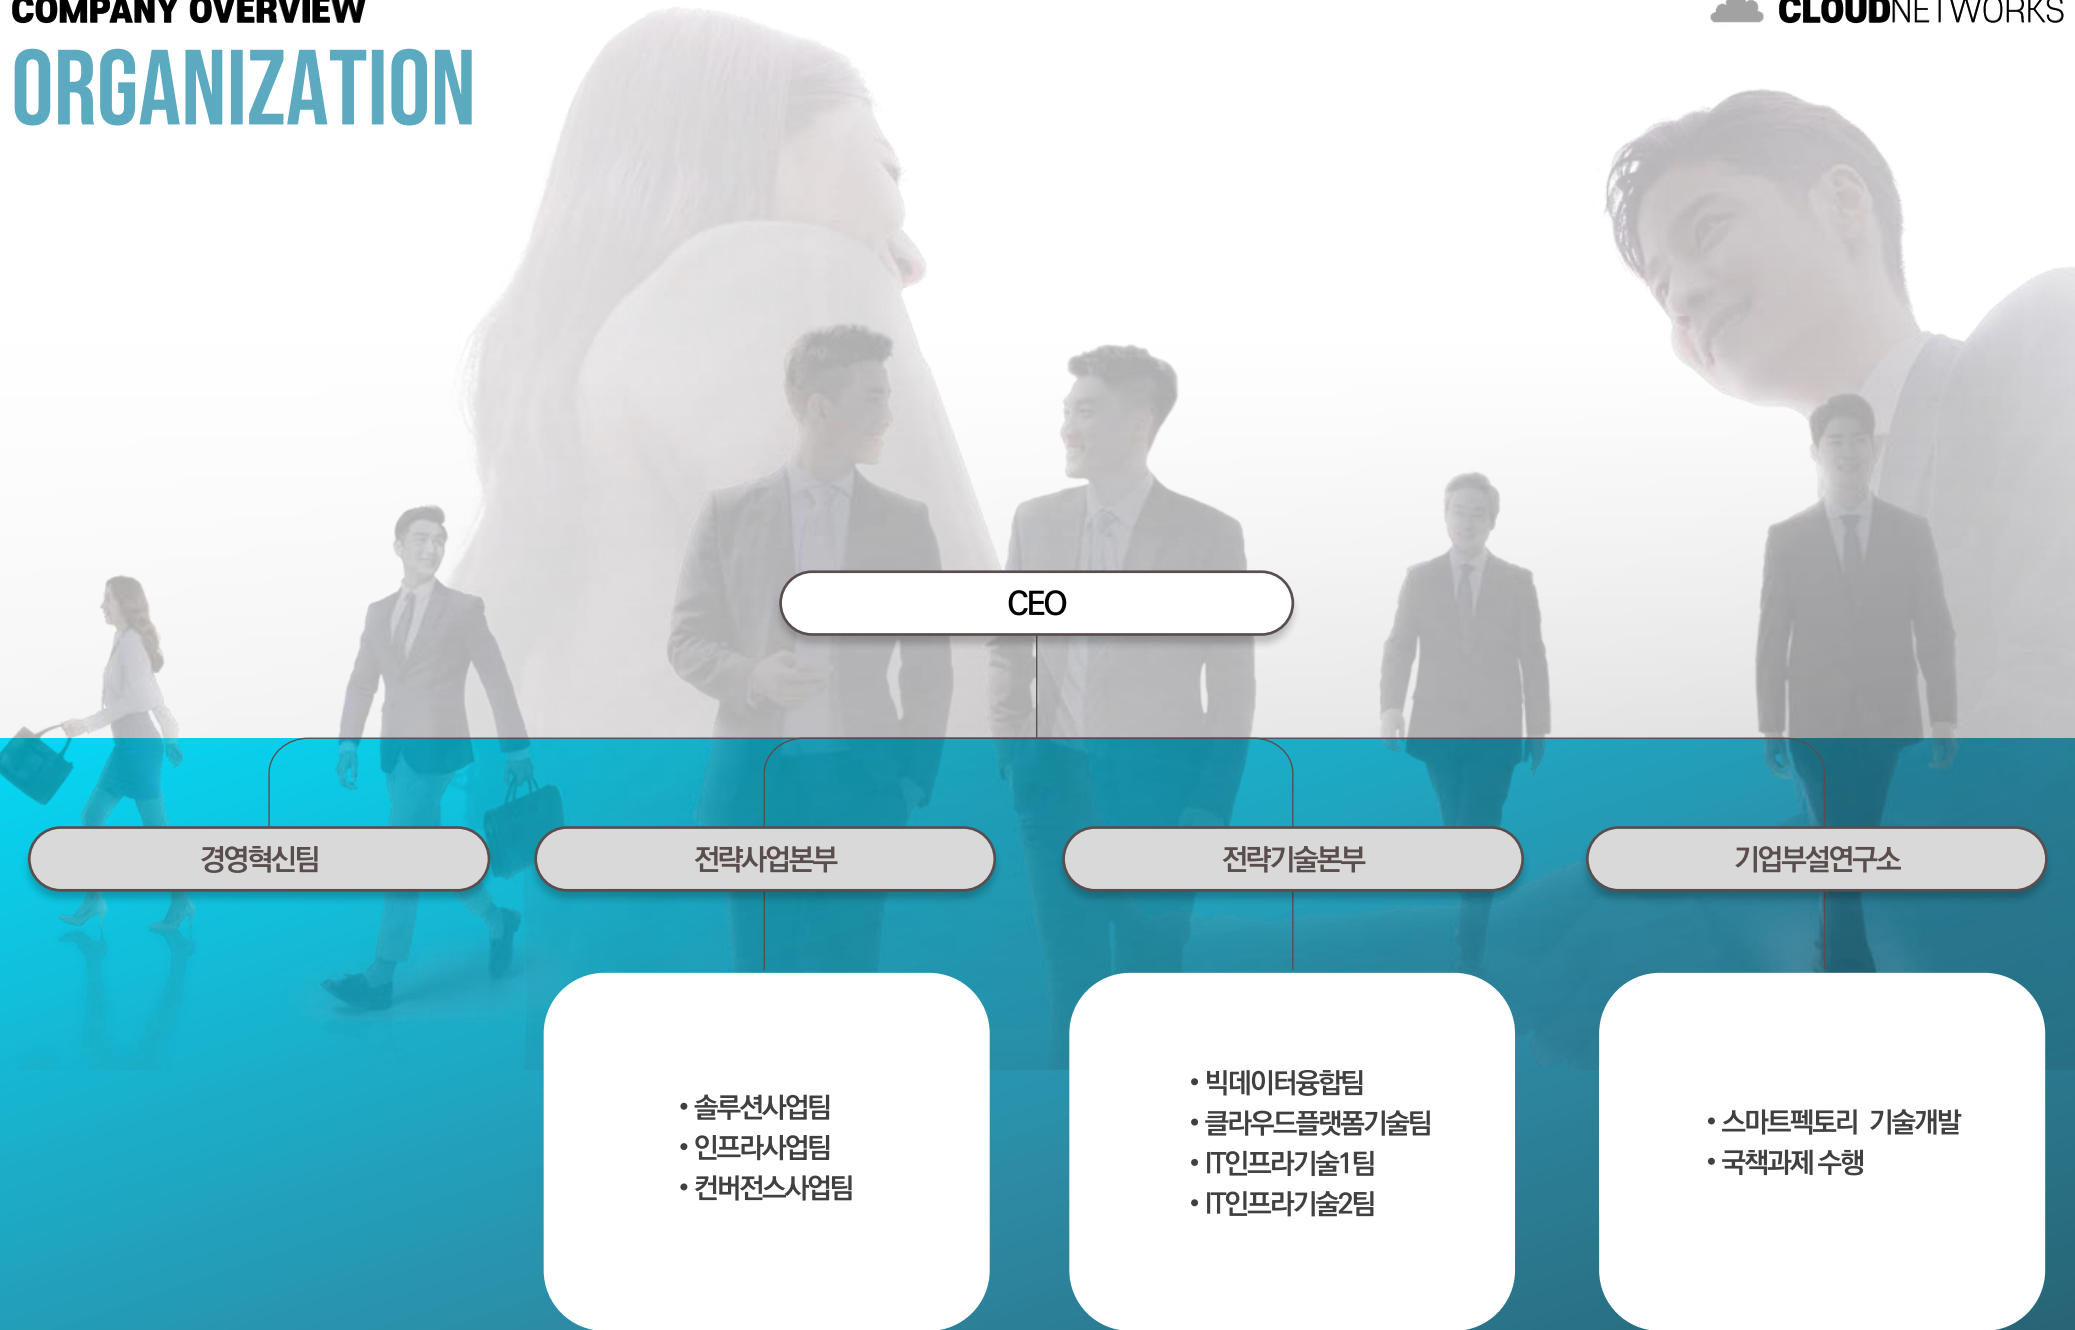 COMPANY OVERVIEW
CLOUDNETWORKS
ORGANIZATION
CEO
경영혁신팀
전략사업본부
전략기술본부
기업부설연구소
• 솔루션사업팀
• 인프라사업팀
• 컨버전스사업팀
• 빅데이터융합팀
• 클라우드플랫폼기술팀
• IT인프라기술1팀
• IT인프라기술2팀
• 스마트펙토리 기술개발
• 국책과제 수행